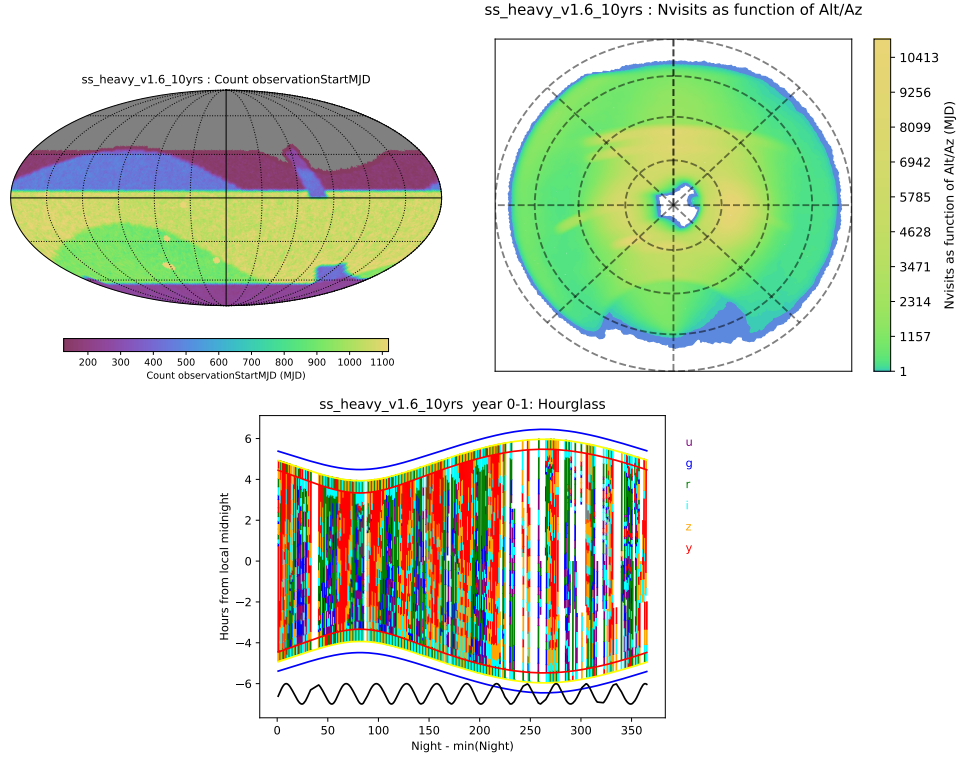 ss_heavy_v1.6_10yrs : Count observationStartMJD
200 300 400 500 600 700 800 900 1000 1100
Count observationStartMJD (MJD)
ss_heavy_v1.6_10yrs : Nvisits as function of Alt/Az
10413
9256
8099
6942
5785
4628
3471
2314
1157
1
Nvisits as function of Alt/Az (MJD)
ss_heavy_v1.6_10yrs  year 0-1: Hourglass
Hours from local midnight
6
4
2
0
−2
−4
−6
0 50 100 150 200 250 300 350
Night - min(Night)
u
g
r
i
z
y